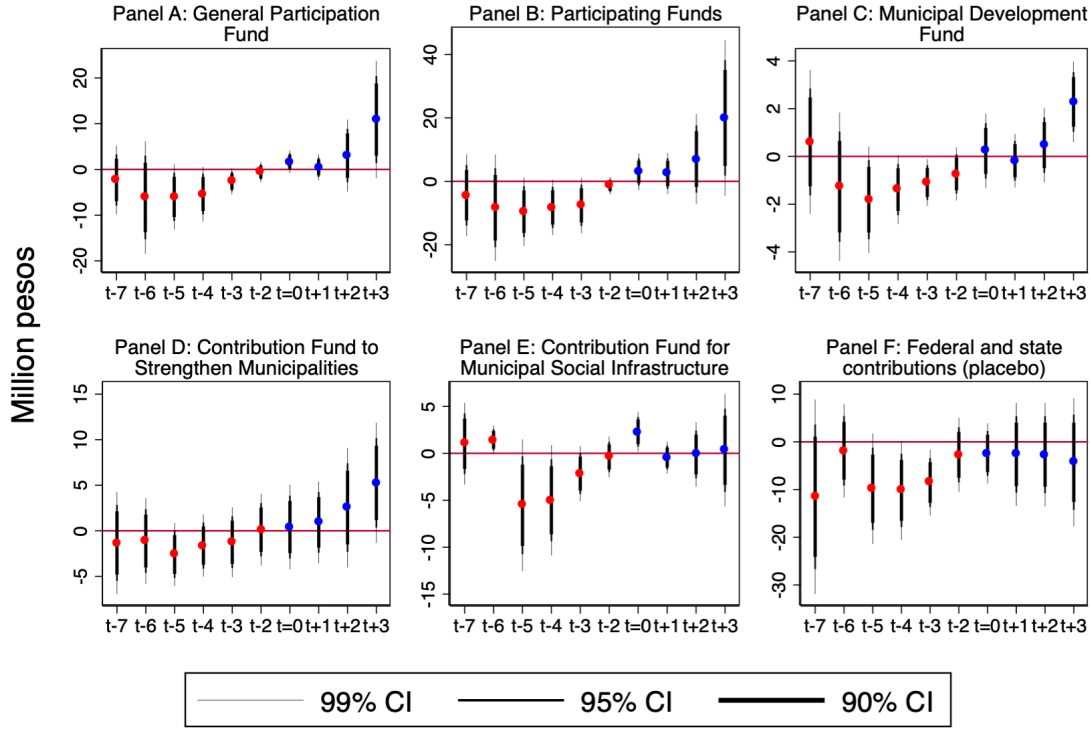 Panel A: General Participation
Fund
Panel B: Participating Funds
Panel C: Municipal Development
Fund
20
10
0
-10
-20
t-7 t-6 t-5 t-4 t-3 t-2 t=0 t+1 t+2 t+3
40
20
0
-20
t-7 t-6 t-5 t-4 t-3 t-2 t=0 t+1 t+2 t+3
4
2
0
-2
-4
t-7 t-6 t-5 t-4 t-3 t-2 t=0 t+1 t+2 t+3
Million pesos
Panel D: Contribution Fund to
Strengthen Municipalities
Panel E: Contribution Fund for
Municipal Social Infrastructure
Panel F: Federal and state
contributions (placebo)
15
10
5
0
-5
t-7 t-6 t-5 t-4 t-3 t-2 t=0 t+1 t+2 t+3
5
0
-5
-10
-15
t-7 t-6 t-5 t-4 t-3 t-2 t=0 t+1 t+2 t+3
10
0
-10
-20
-30
t-7 t-6 t-5 t-4 t-3 t-2 t=0 t+1 t+2 t+3
99% CI 95% CI 90% CI